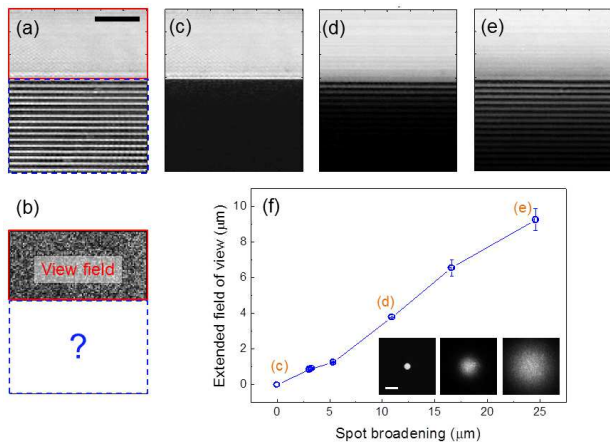 (a)
(c)
(d)
(e)
(b)
View field
?
(f)
Extended field of view (μm)
10
8
6
4
2
0
(c)
(d)
(e)
0
5
10
15
20
25
Spot broadening (μm)